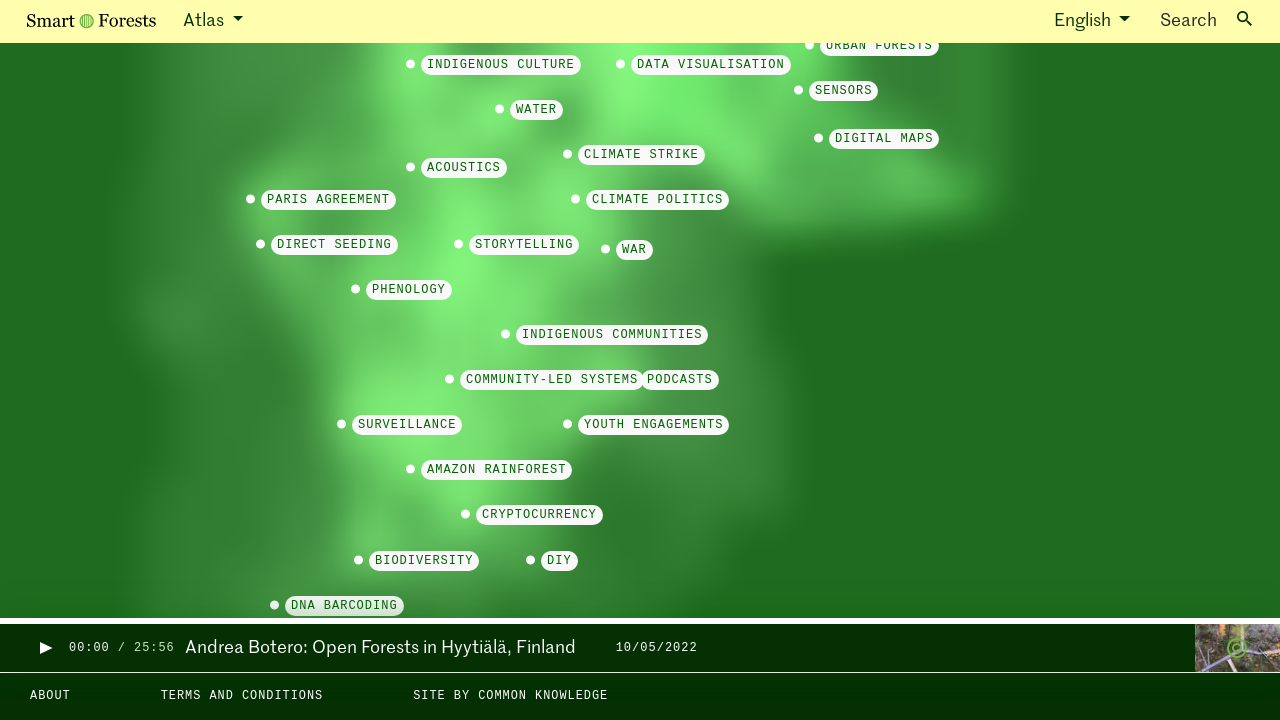 Smart Forests Atlas English Search
URBAN FORESTS
INDIGENOUS CULTURE DATA VISUALISATION
SENSORS
WATER
DIGITAL MAPS
CLIMATE STRIKE
ACOUSTICS
PARIS AGREEMENT CLIMATE POLITICS
DIRECT SEEDING STORYTELLING WAR
PHENOLOGY
INDIGENOUS COMMUNITIES
COMMUNITY-LED SYSTEMS PODCASTS
SURVEILLANCE YOUTH ENGAGEMENTS
AMAZON RAINFOREST
CRYPTOCURRENCY
BIODIVERSITY DIY
DNA BARCODING
00:00 / 25:56 Andrea Botero: Open Forests in Hyytiälä, Finland 10/05/2022
ABOUT TERMS AND CONDITIONS SITE BY COMMON KNOWLEDGE